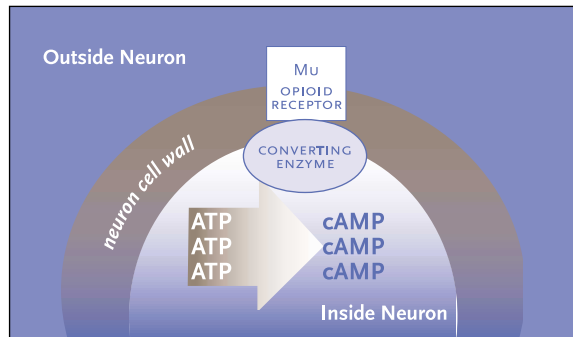 Outside Neuron
Mu
OPIOID
RECEPTOR
CONVERTING
ENZYME
neuron cell wall
ATP cAMP
ATP cAMP
ATP cAMP
Inside Neuron